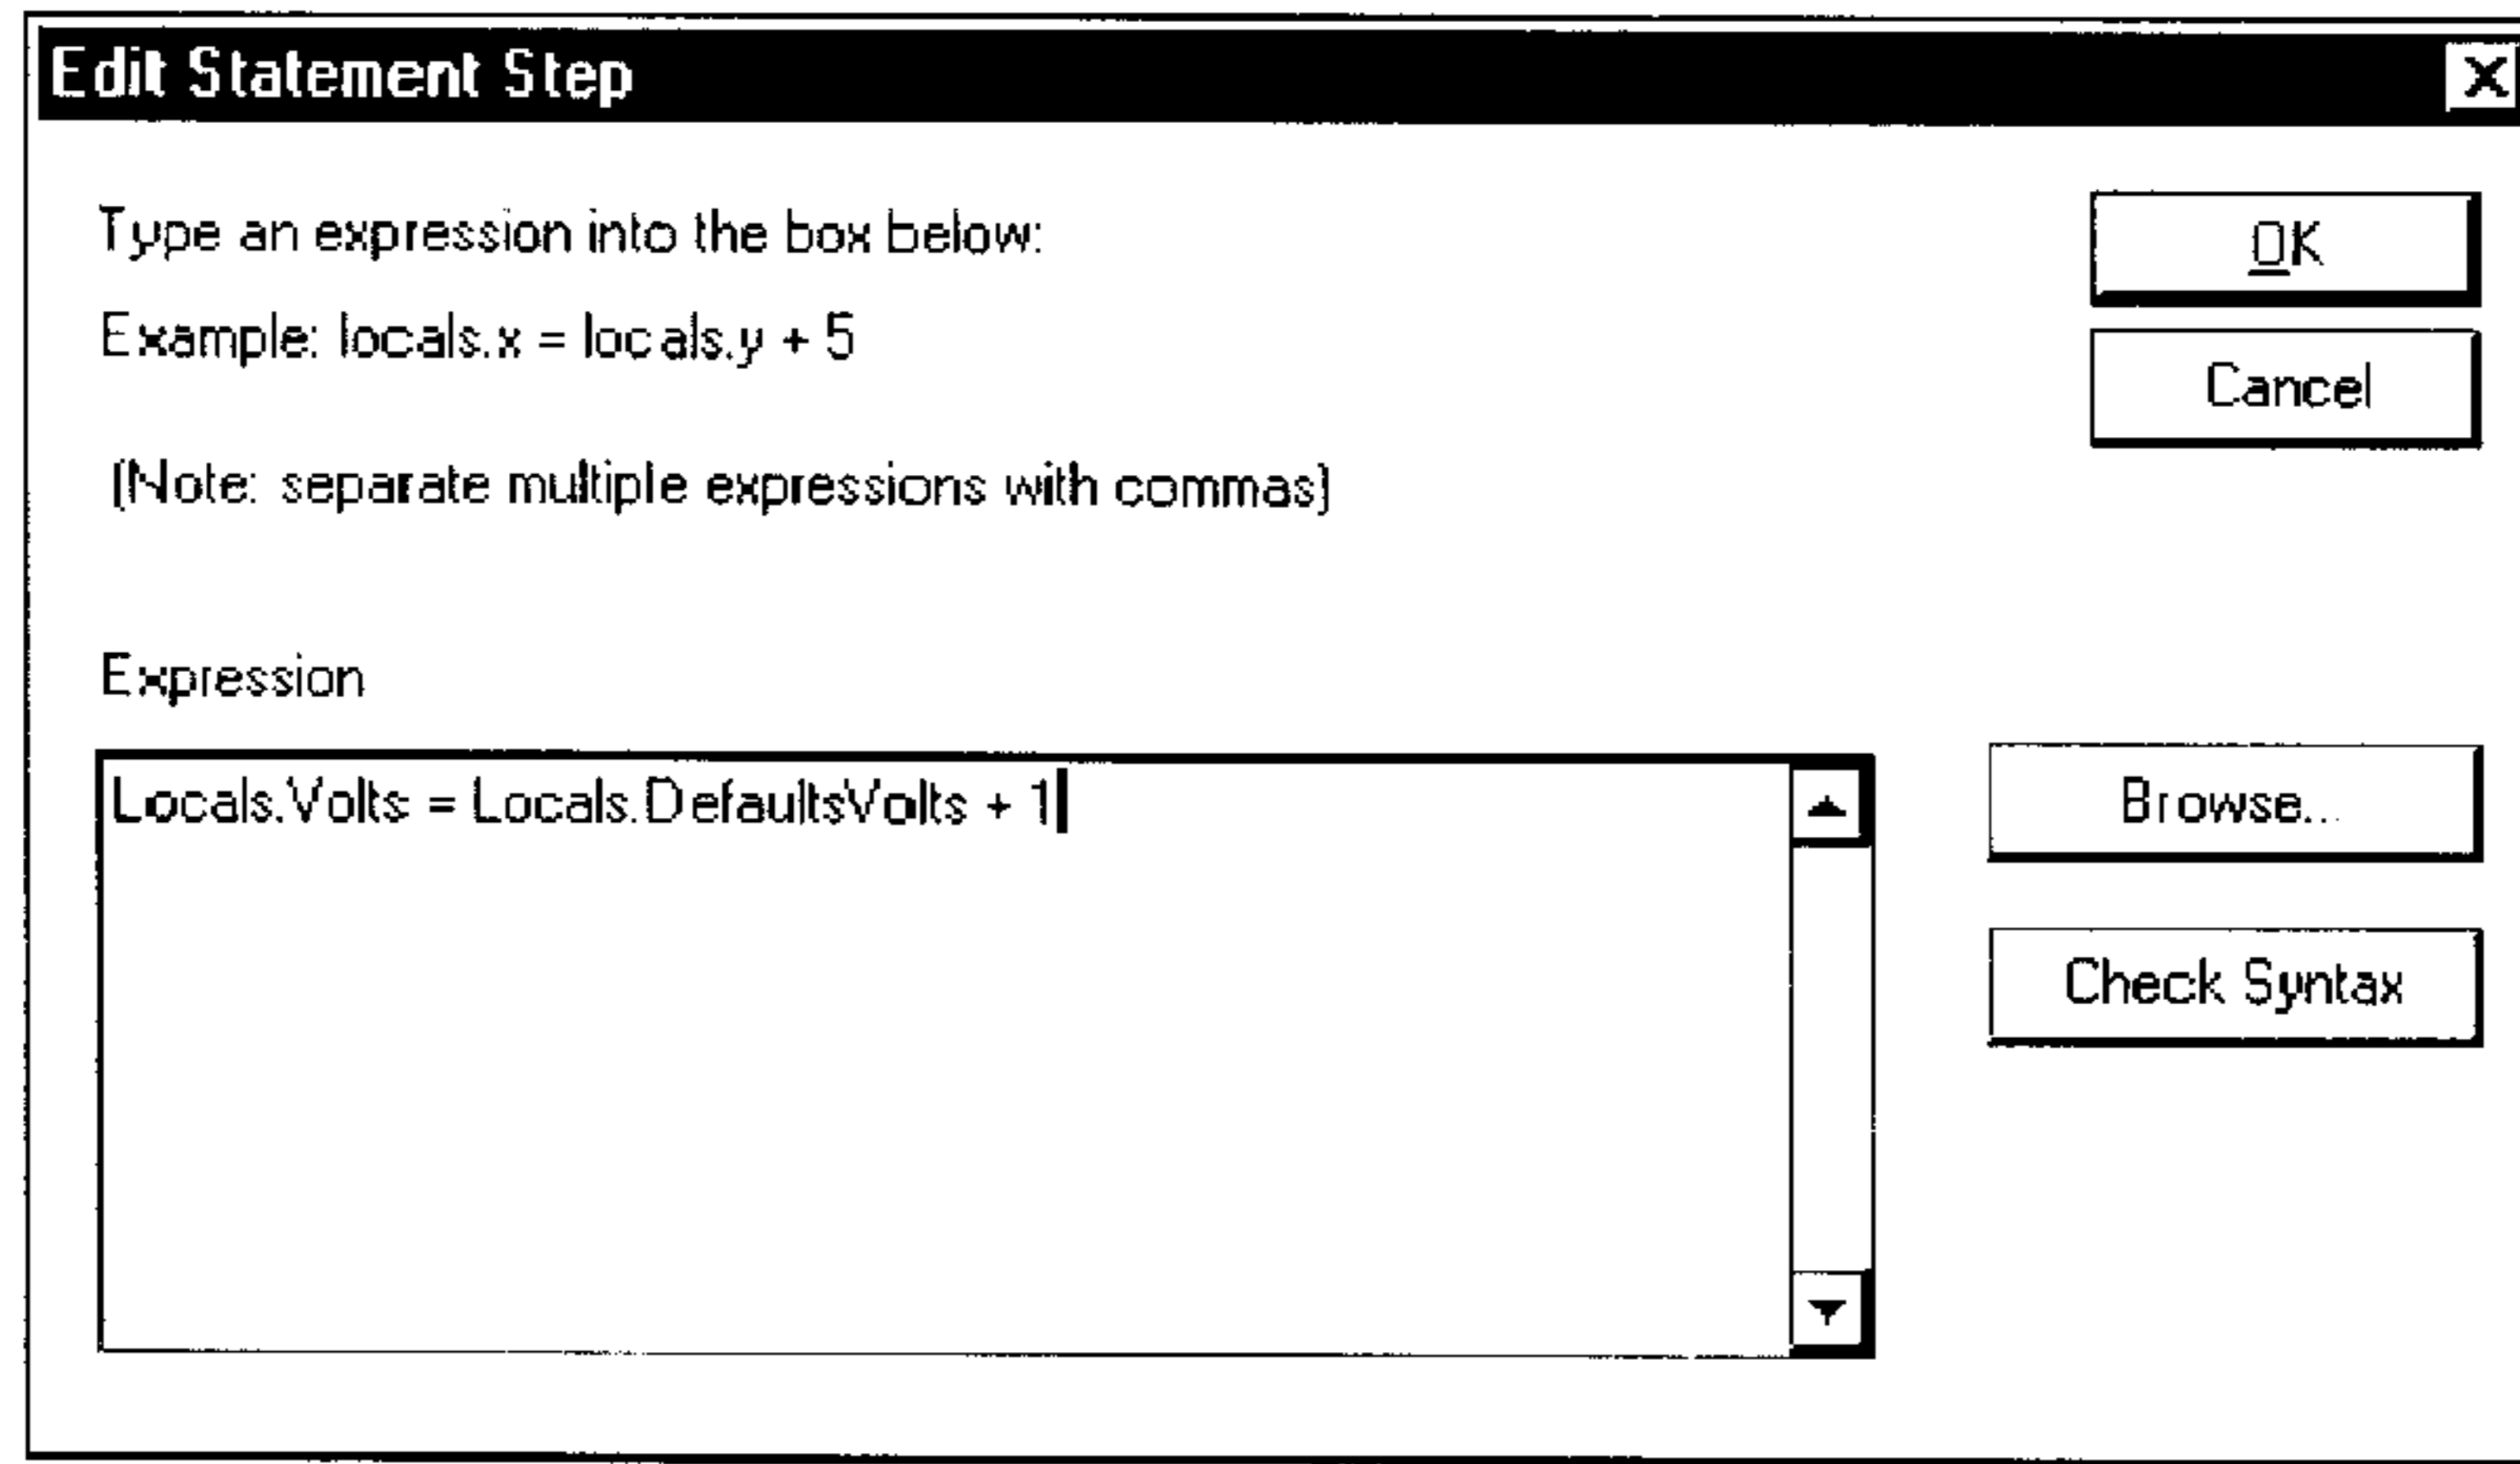 Edit Statement Step X
Type an expression into the box below:
OK
Example: locals.x = locals.y + 5
Cancel
(Note: separate multiple expressions with commas)
Expression
Locals.Volts = Locals.DefaultsVolts + 1
Browse...
Check Syntax